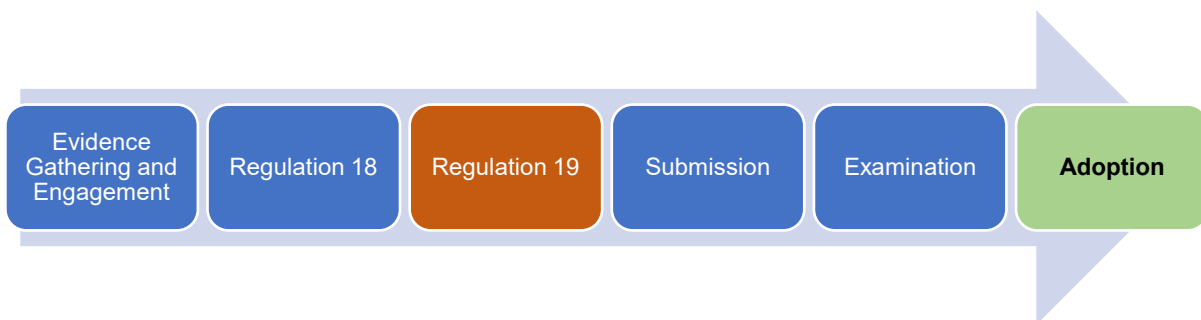 Evidence
Gathering and
Engagement
Regulation 18
Regulation 19
Submission
Examination
Adoption